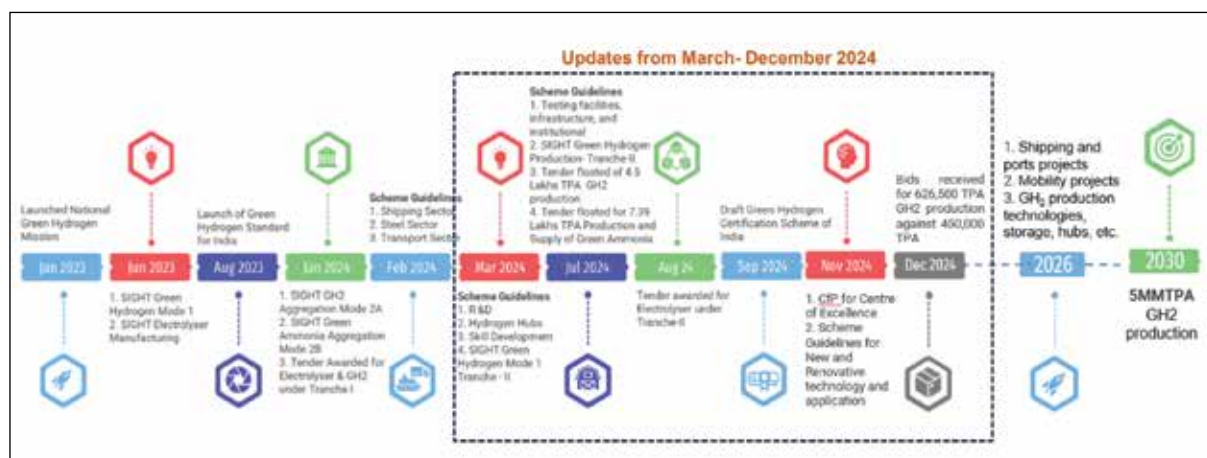 Updates from March- December 2024
Launched National
Green Hydrogen
Mission
Jan 2023
Jun 2023
1. SIGHT Green
Hydrogen Mode 1
2. SIGHT Electrolyser
Manufacturing
Launch of Green
Hydrogen Standard
for India
Aug 2023
Jan 2024
1. SIGHT GH2
Aggregation Mode 2A
2. SIGHT Green
Ammonia Aggregation
Mode 2B
3. Tender Awarded for
Electrolyser & GH2
under Tranche I
Scheme Guidelines
1. Shipping Sector
2. Steel Sector
3. Transport Sector
Feb 2024
Mar 2024
Scheme Guidelines
1. R&D
2. Hydrogen Hubs
3. Skill Development
4. SIGHT Green
Hydrogen Mode 1
Tranche - II
Scheme Guidelines
1. Testing facilities,
infrastructure, and
institutional
2. SIGHT Green Hydrogen
Production- Tranche-II
3. Tender floated of 4.5
Lakhs TPA GH2
production
4. Tender floated for 7.39
Lakhs TPA Production and
Supply of Green Ammonia
Jul 2024
Aug 24
Tender awarded for
Electrolyser under
Tranche-II
Draft Green Hydrogen
Certification Scheme of
India
Sep 2024
Nov 2024
1. CfP for Centre
of Excellence
2. Scheme
Guidelines for
New and
Renovative
technology and
application
Bids received
for 626,500 TPA
GH2 production
against 450,000
TPA
Dec 2024
1. Shipping and
ports projects
2. Mobility projects
3. GH₂ production
technologies,
storage, hubs, etc.
2026
2030
5MMTPA
GH2
production